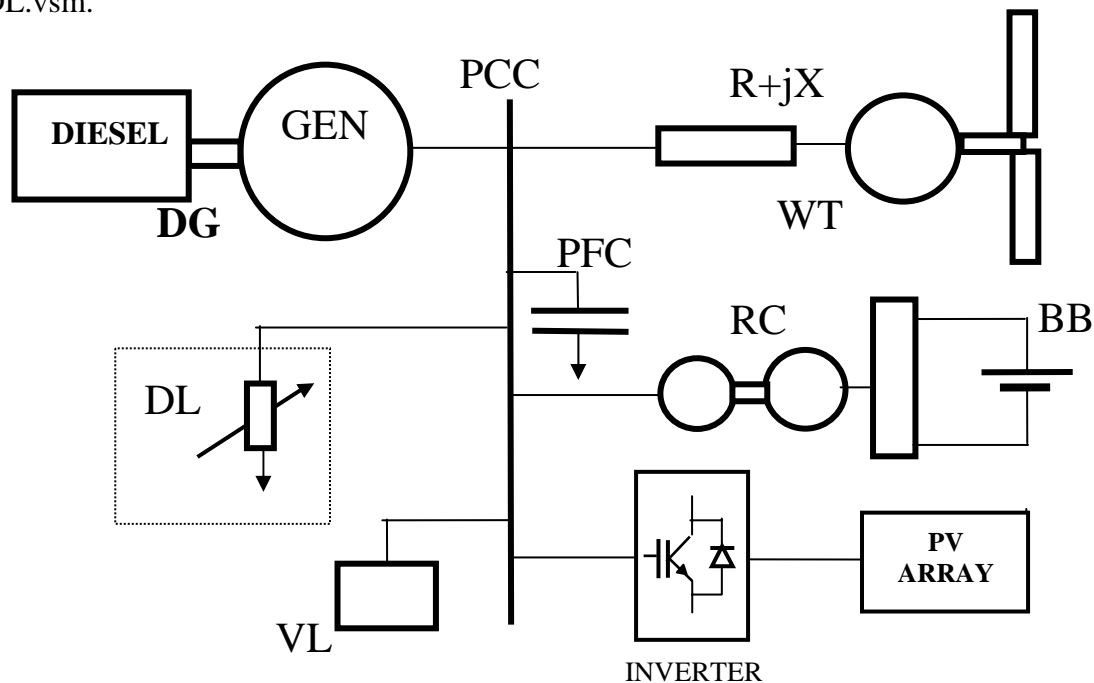 DL.vsm.
PCC
R+jX
GEN
DIESEL
DG
WT
PFC
RC
BB
DL
PV
ARRAY
VL
INVERTER